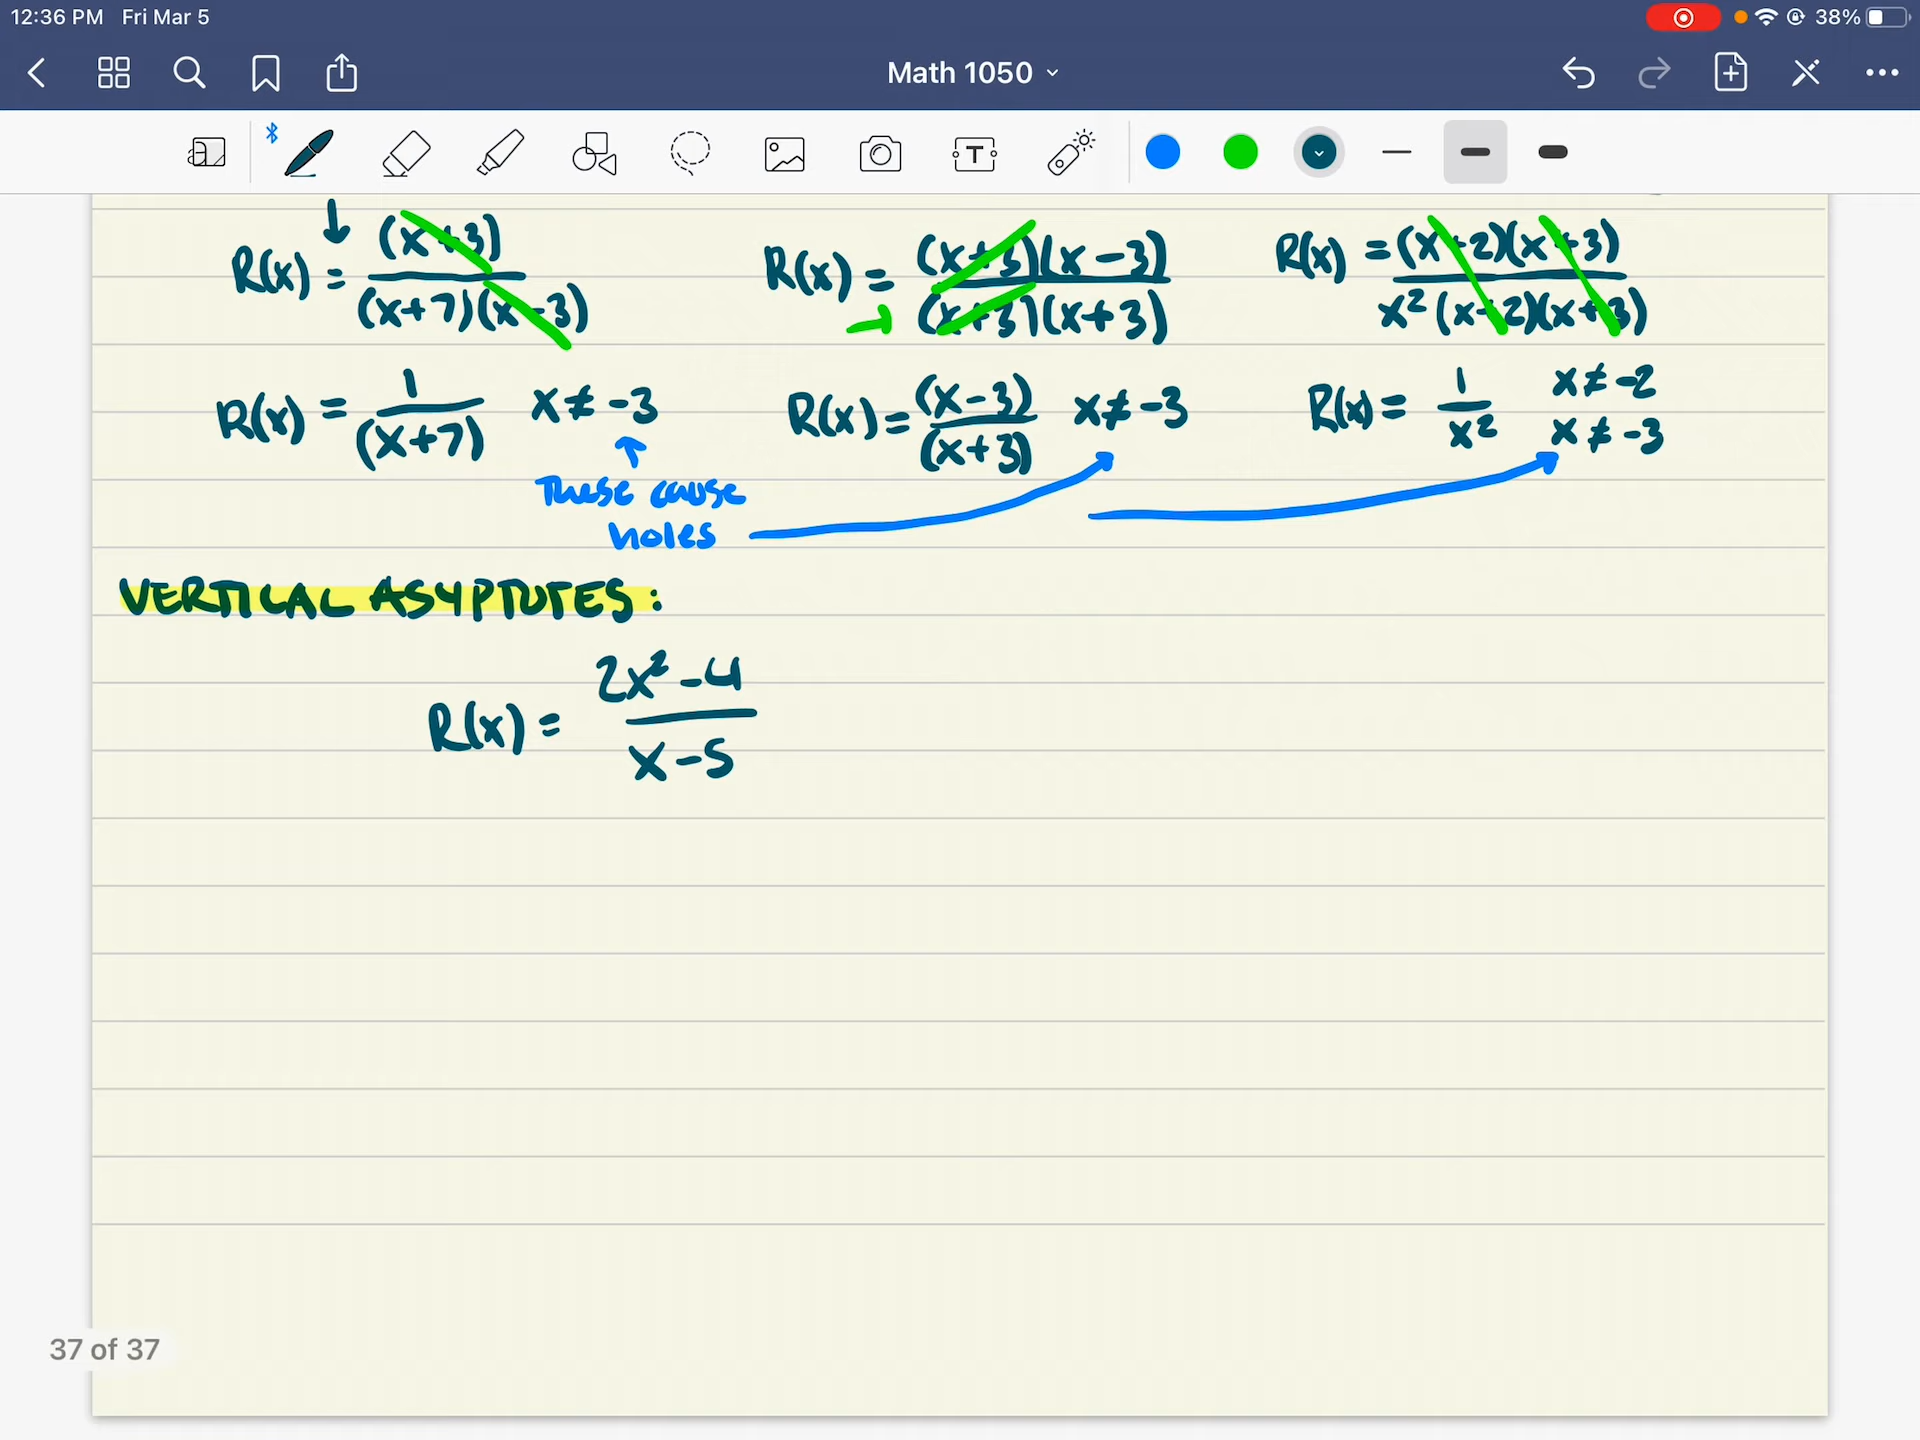 12:36 PM Fri Mar 5 38%
Math 1050
R(x) = (x+3) / (x+7)(x+3)
R(x) = (x+3)(x-3) / (x+3)(x+3)
R(x) = (x+2)(x+3) / x²(x+2)(x+3)
R(x) = 1 / (x+7) x ≠ -3
R(x) = (x-3) / (x+3) x ≠ -3
R(x) = 1 / x² x ≠ -2
x ≠ -3
These cause
holes
VERTICAL ASYPTOTES:
R(x) = 2x² - 4 / x - 5
37 of 37